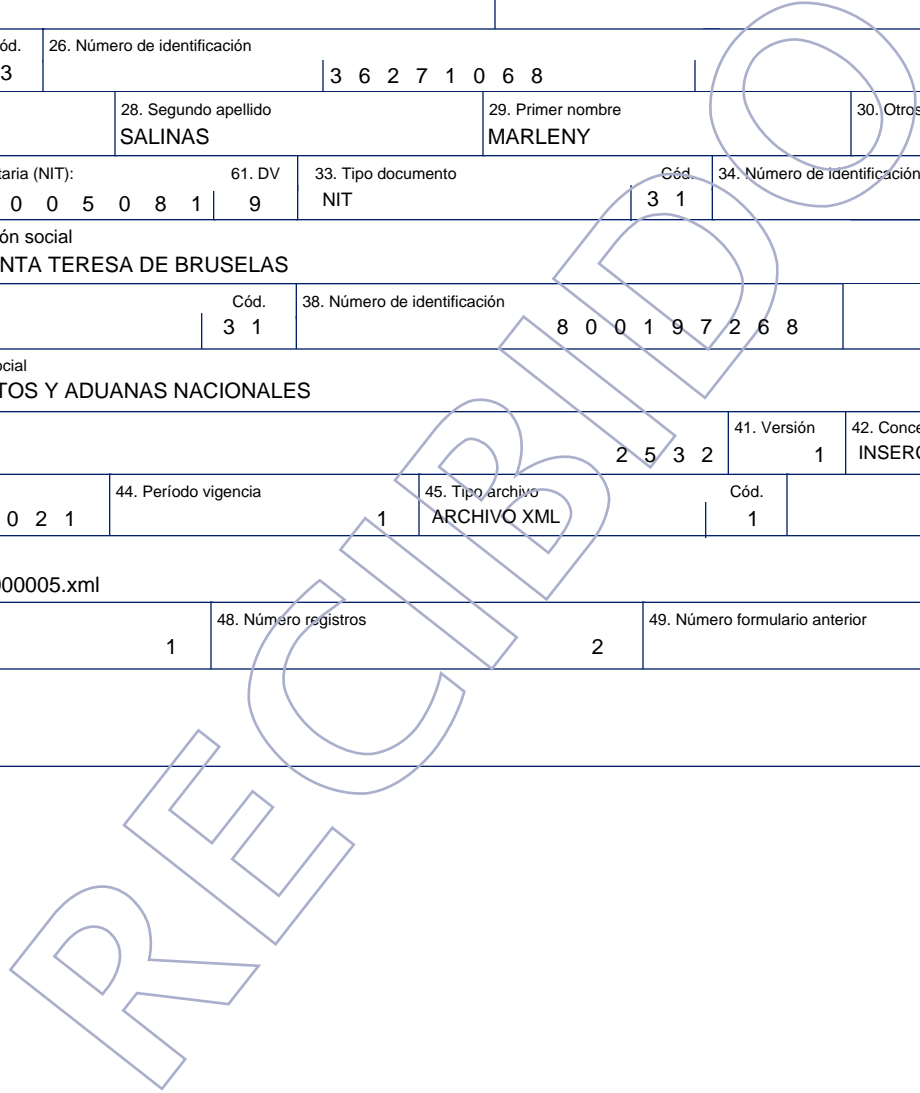 ód. 26. Número de identificación
3 3 6 2 7 1 0 6 8
28. Segundo apellido 29. Primer nombre 30. Otros
SALINAS MARLENY
taria (NIT): 61. DV 33. Tipo documento Cód. 34. Número de identificación
0 0 5 0 8 1 9 NIT 3 1
ón social
NTA TERESA DE BRUSELAS
Cód. 38. Número de identificación
3 1 8 0 0 1 9 7 2 6 8
ocial
TOS Y ADUANAS NACIONALES
41. Versión 42. Conce
2 5 3 2 1 INSERC
44. Período vigencia 45. Tipo archivo Cód.
0 2 1 1 ARCHIVO XML 1
000005.xml
48. Número registros 49. Número formulario anterior
1 2
RECIBIDO